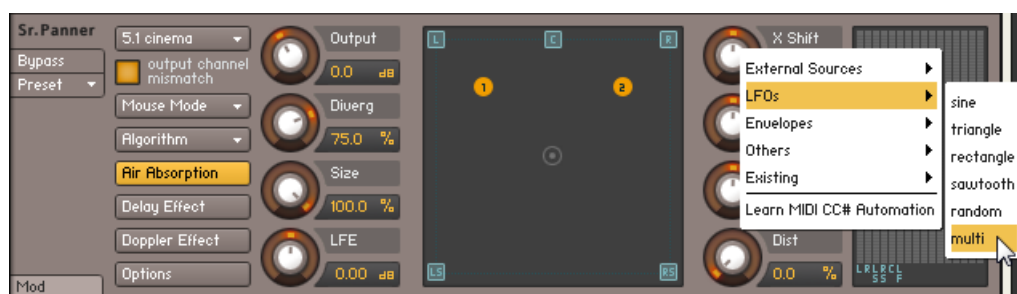 Sr.Panner
Bypass
Preset
Mod
5.1 cinema
output channel
mismatch
Mouse Mode
Algorithm
Air Absorption
Delay Effect
Doppler Effect
Options
Output
0.0 dB
Diverg
75.0 %
Size
100.0 %
LFE
0.00 dB
L
C
R
1
2
LS
RS
X Shift
External Sources
LFOs
Envelopes
Others
Existing
Learn MIDI CC# Automation
sine
triangle
rectangle
sawtooth
random
multi
Dist
0.0 %
LRLRCL
SS F